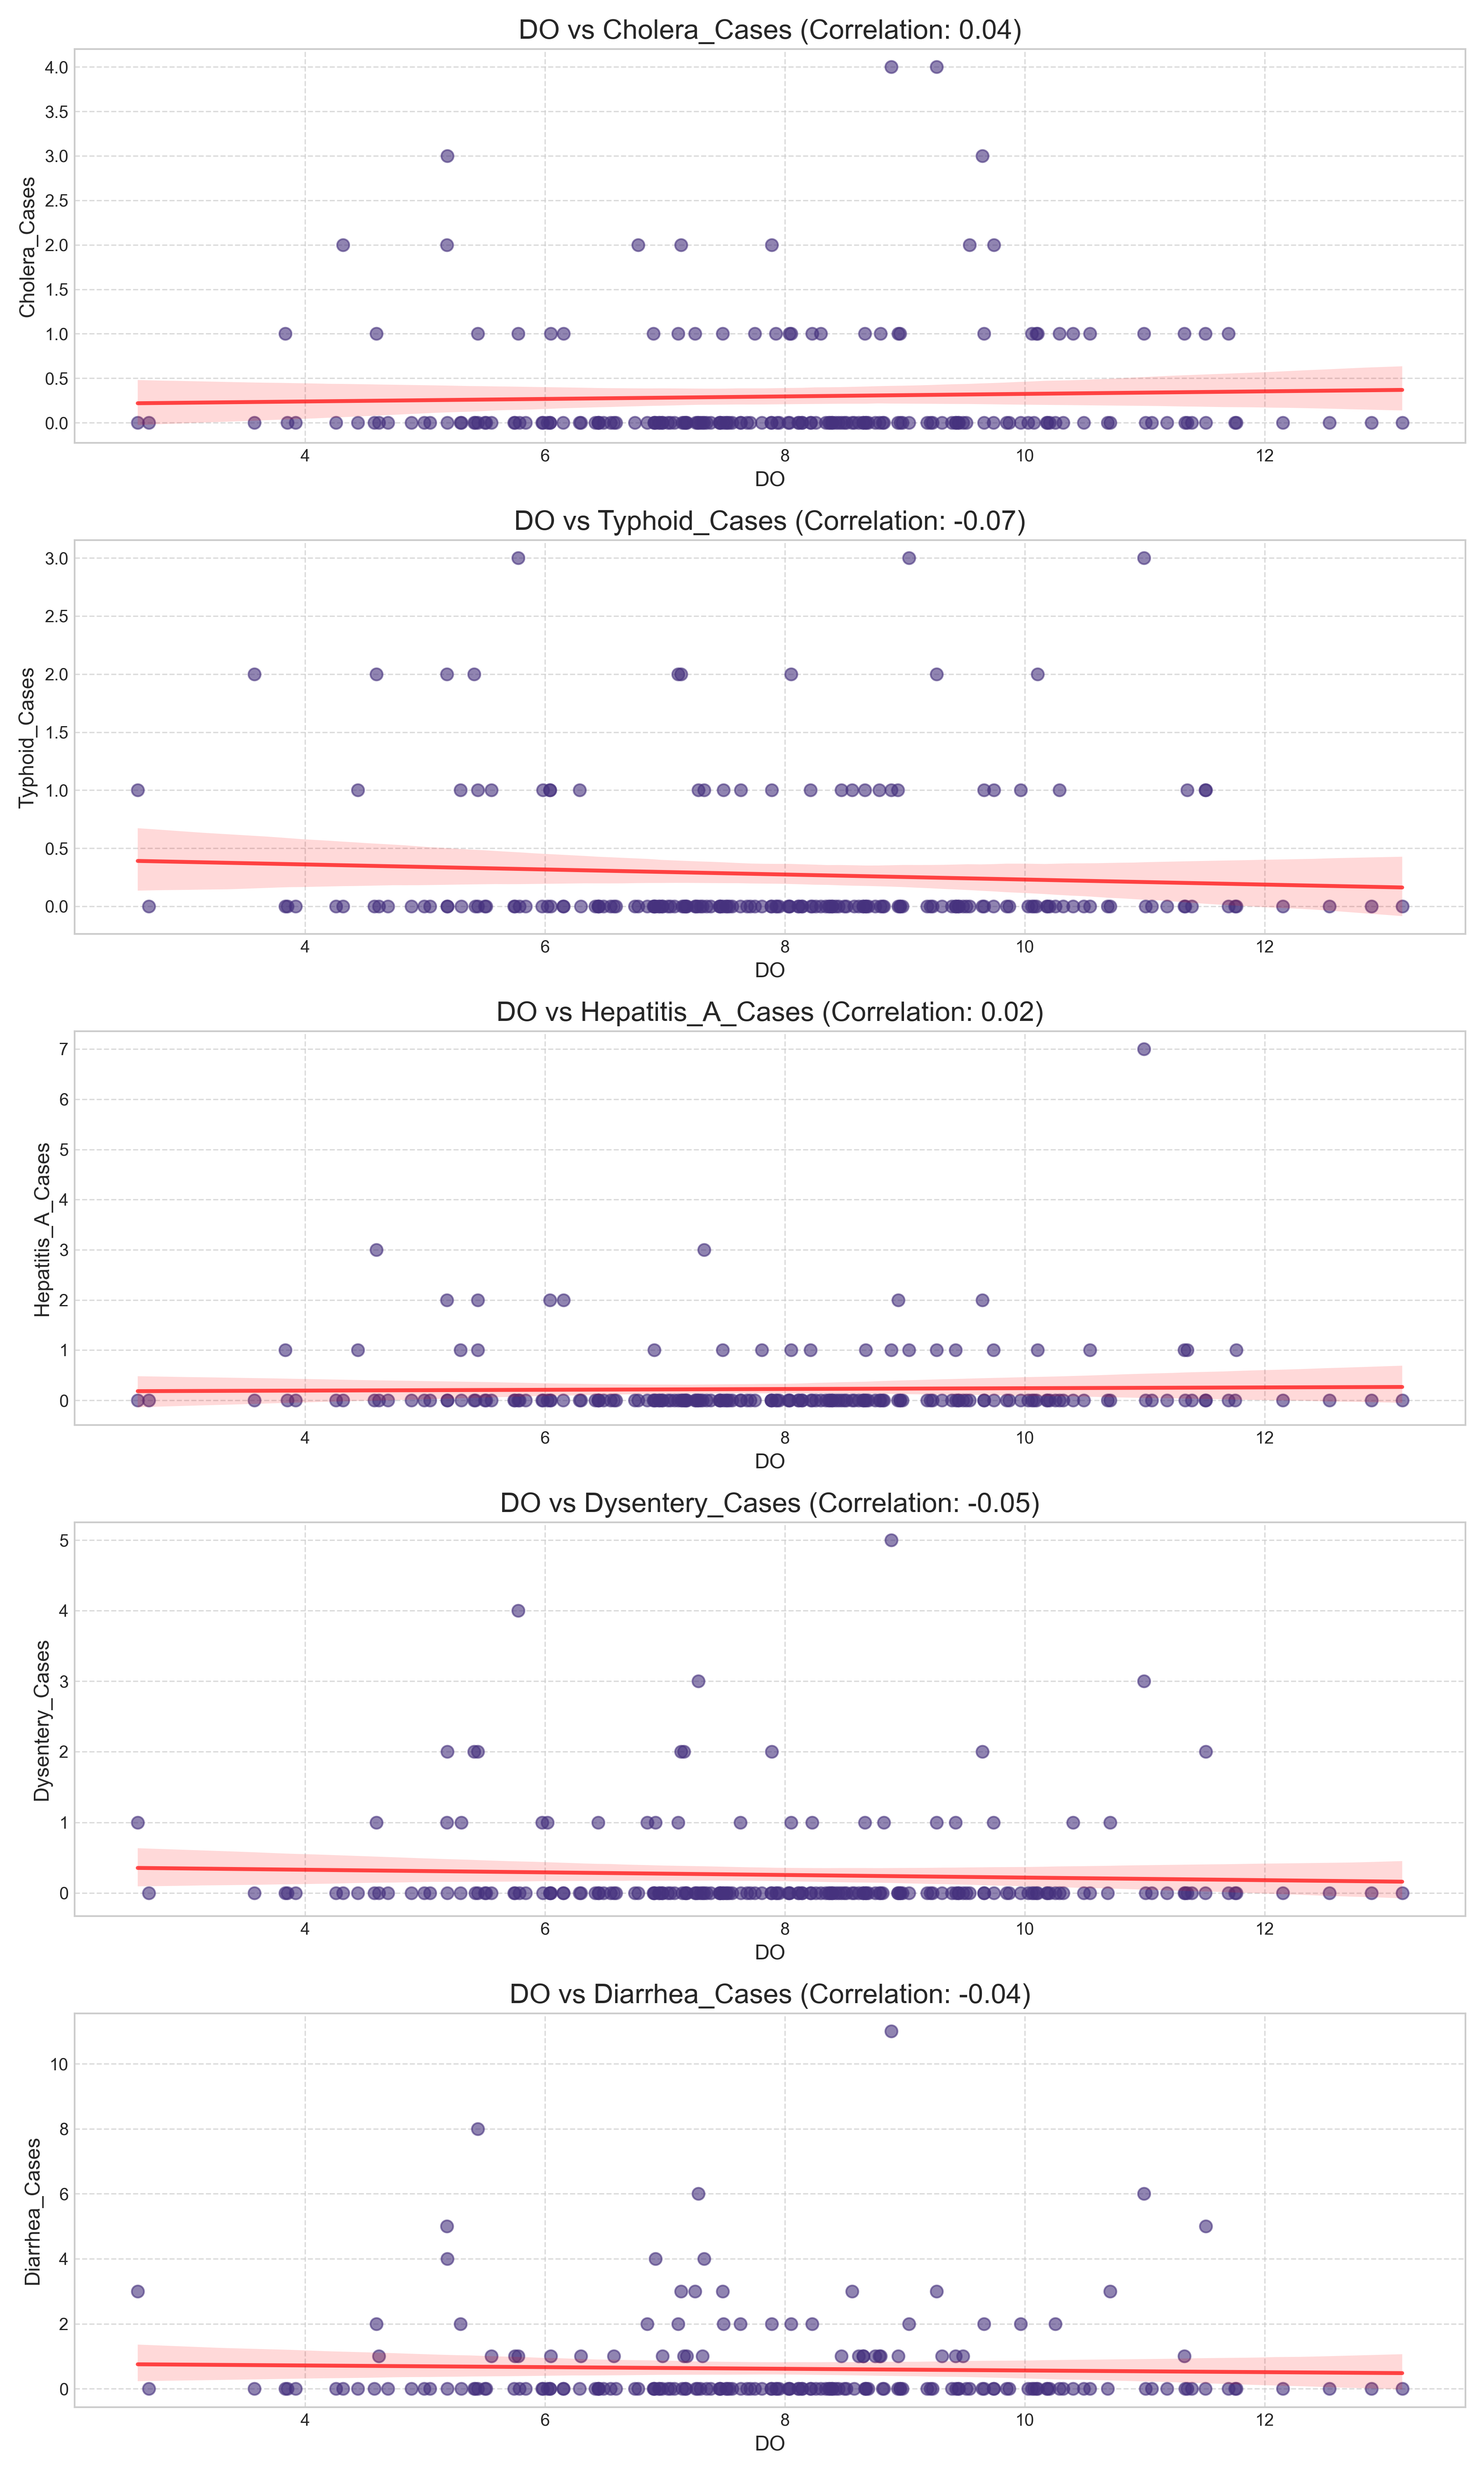 DO vs Cholera_Cases (Correlation: 0.04)
4.0
3.5
3.0
2.5
2.0
1.5
1.0
0.5
0.0
Cholera_Cases
4 6 8 10 12
DO
DO vs Typhoid_Cases (Correlation: -0.07)
3.0
2.5
2.0
1.5
1.0
0.5
0.0
Typhoid_Cases
4 6 8 10 12
DO
DO vs Hepatitis_A_Cases (Correlation: 0.02)
7
6
5
4
3
2
1
0
Hepatitis_A_Cases
4 6 8 10 12
DO
DO vs Dysentery_Cases (Correlation: -0.05)
5
4
3
2
1
0
Dysentery_Cases
4 6 8 10 12
DO
DO vs Diarrhea_Cases (Correlation: -0.04)
10
8
6
4
2
0
Diarrhea_Cases
4 6 8 10 12
DO